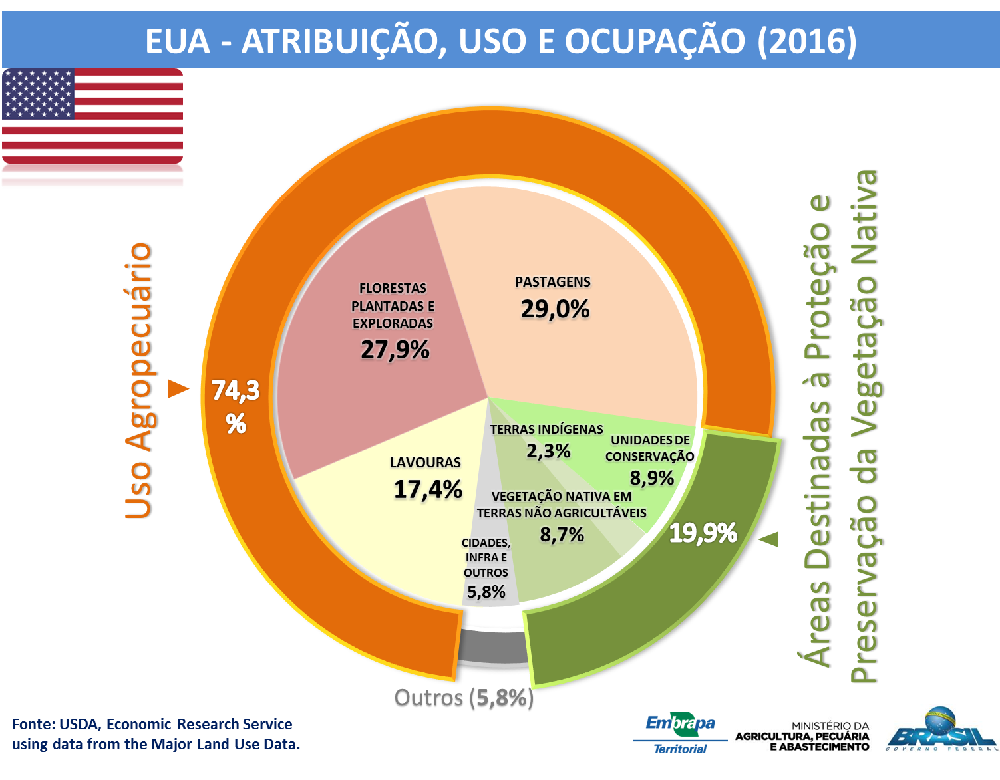 EUA - ATRIBUIÇÃO, USO E OCUPAÇÃO (2016)
Uso Agropecuário
74,3
%
FLORESTAS
PLANTADAS E
EXPLORADAS
27,9%
PASTAGENS
29,0%
LAVOURAS
17,4%
TERRAS INDÍGENAS
2,3%
UNIDADES DE
CONSERVAÇÃO
8,9%
VEGETAÇÃO NATIVA EM
TERRAS NÃO AGRICULTÁVEIS
8,7%
CIDADES,
INFRA E
OUTROS
5,8%
19,9%
Áreas Destinadas à Proteção e
Preservação da Vegetação Nativa
Outros (5,8%)
Fonte: USDA, Economic Research Service
using data from the Major Land Use Data.
Embrapa
Territorial
MINISTÉRIO DA
AGRICULTURA, PECUÁRIA
E ABASTECIMENTO
BRASIL
GOVERNO FEDERAL